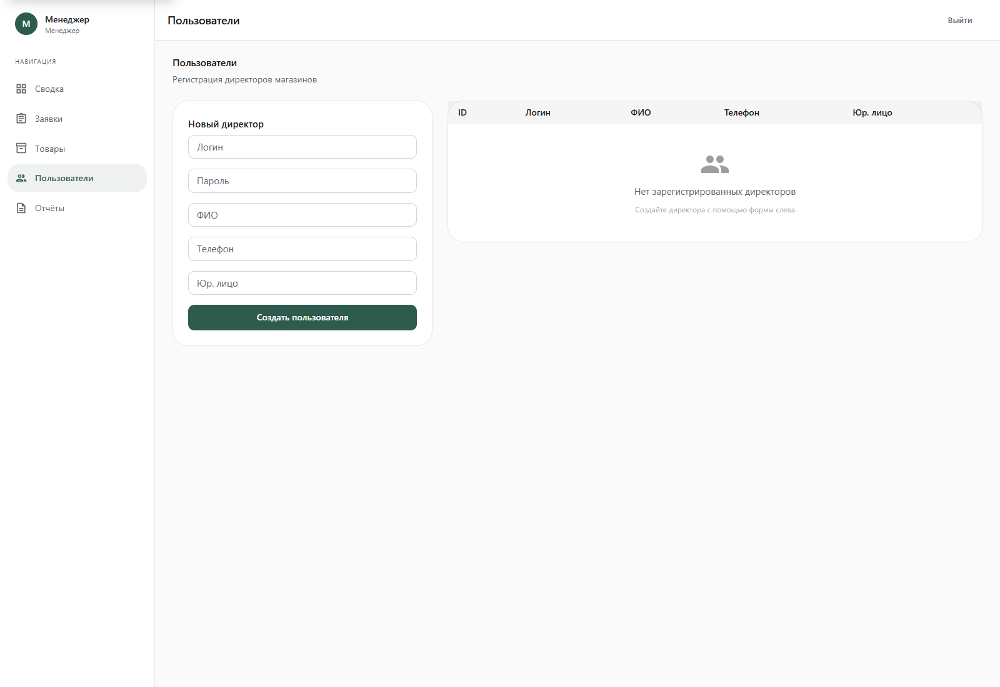 М
Менеджер
Менеджер
НАВИГАЦИЯ
Сводка
Заявки
Товары
Пользователи
Отчёты
Пользователи
Выйти
Пользователи
Регистрация директоров магазинов
Новый директор
Логин
Пароль
ФИО
Телефон
Юр. лицо
Создать пользователя
ID Логин ФИО Телефон Юр. лицо
Нет зарегистрированных директоров
Создайте директора с помощью формы слева